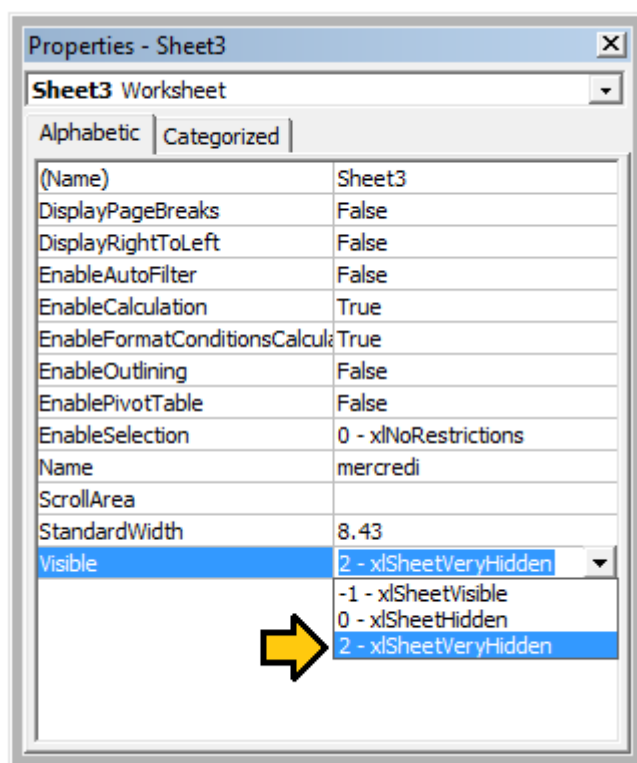 Properties - Sheet3
Sheet3 Worksheet
Alphabetic Categorized
(Name) Sheet3
DisplayPageBreaks False
DisplayRightToLeft False
EnableAutoFilter False
EnableCalculation True
EnableFormatConditionsCalcula True
EnableOutlining False
EnablePivotTable False
EnableSelection 0 - xlNoRestrictions
Name mercredi
ScrollArea
StandardWidth 8.43
Visible 2 - xlSheetVeryHidden
-1 - xlSheetVisible
0 - xlSheetHidden
2 - xlSheetVeryHidden